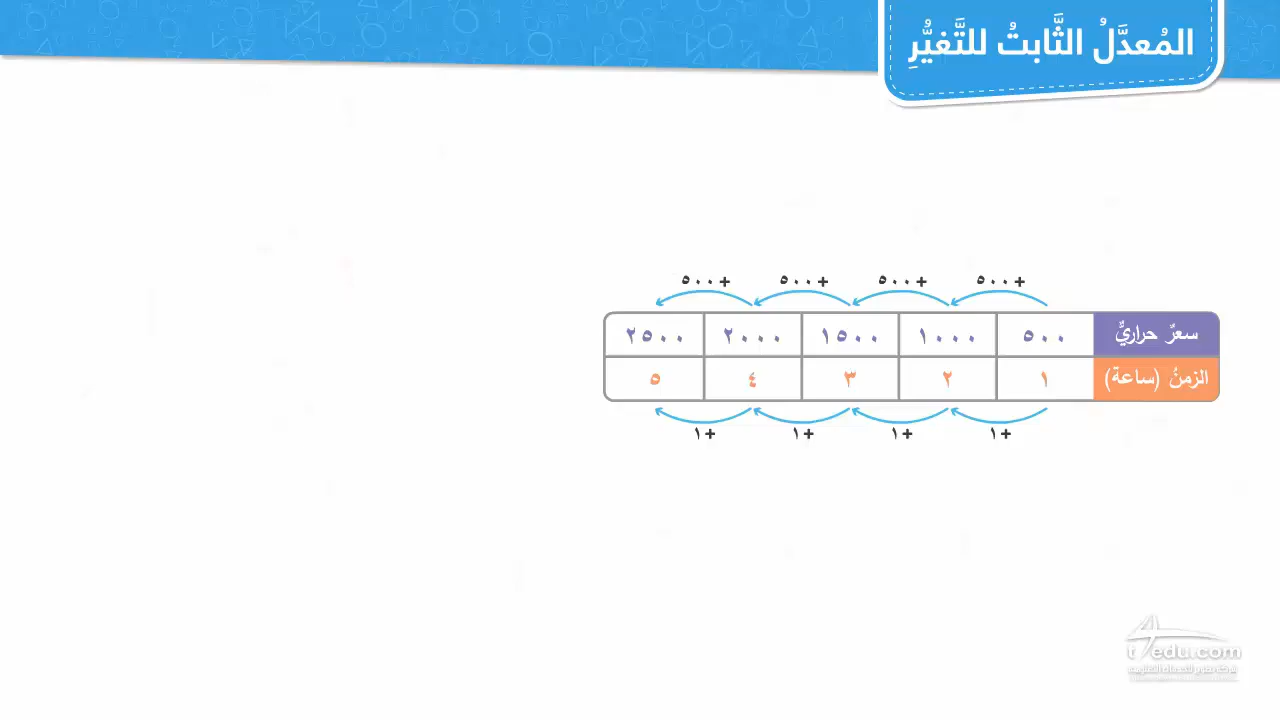 المُعدَّلُ الثَّابتُ للتَّغيُّرِ
+٥٠٠ +٥٠٠ +٥٠٠ +٥٠٠
سعرٌ حراريٌّ ٥٠٠ ١٠٠٠ ١٥٠٠ ٢٠٠٠ ٢٥٠٠
الزمنُ (ساعة) ١ ٢ ٣ ٤ ٥
+١ +١ +١ +١
t4edu.com